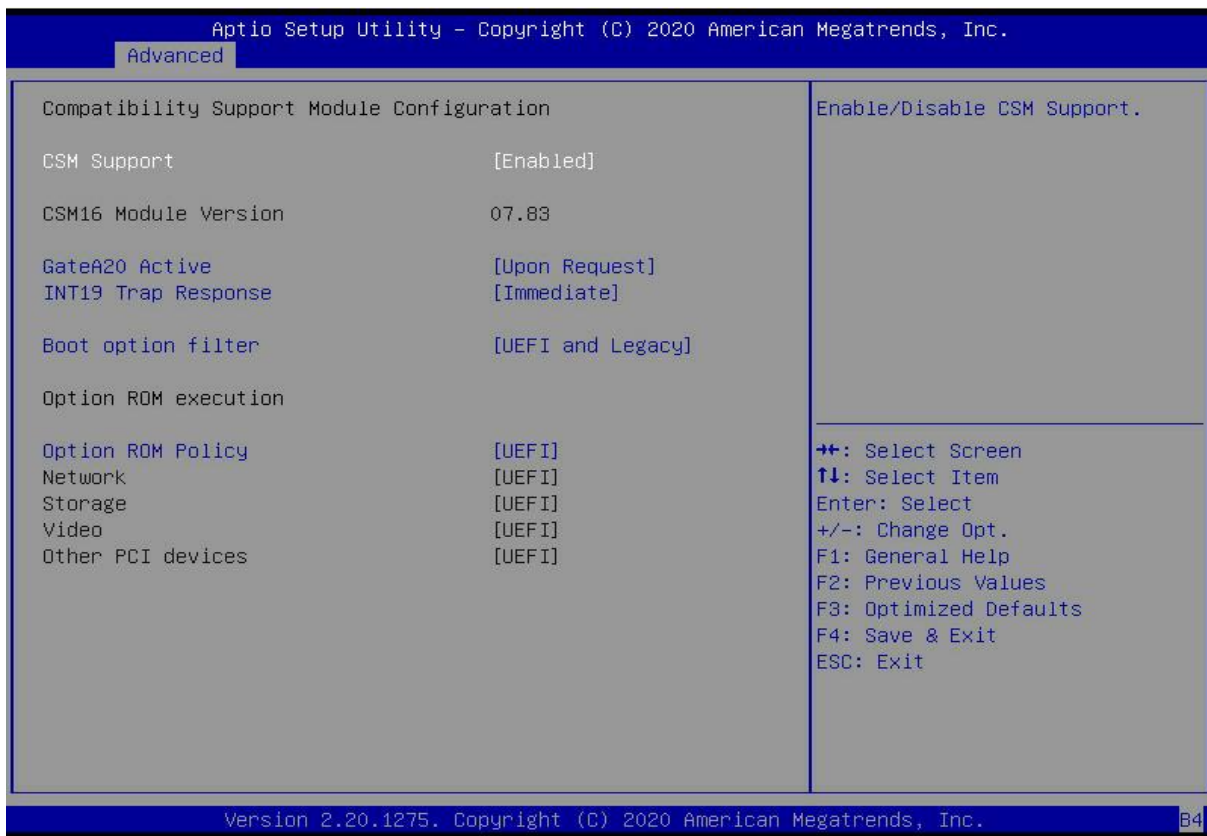 Aptio Setup Utility – Copyright (C) 2020 American Megatrends, Inc.
Advanced
Compatibility Support Module Configuration
CSM Support [Enabled]
CSM16 Module Version 07.83
GateA20 Active [Upon Request]
INT19 Trap Response [Immediate]
Boot option filter [UEFI and Legacy]
Option ROM execution
Option ROM Policy [UEFI]
Network [UEFI]
Storage [UEFI]
Video [UEFI]
Other PCI devices [UEFI]
Enable/Disable CSM Support.
→←: Select Screen
↑↓: Select Item
Enter: Select
+/-: Change Opt.
F1: General Help
F2: Previous Values
F3: Optimized Defaults
F4: Save & Exit
ESC: Exit
Version 2.20.1275. Copyright (C) 2020 American Megatrends, Inc.
B4